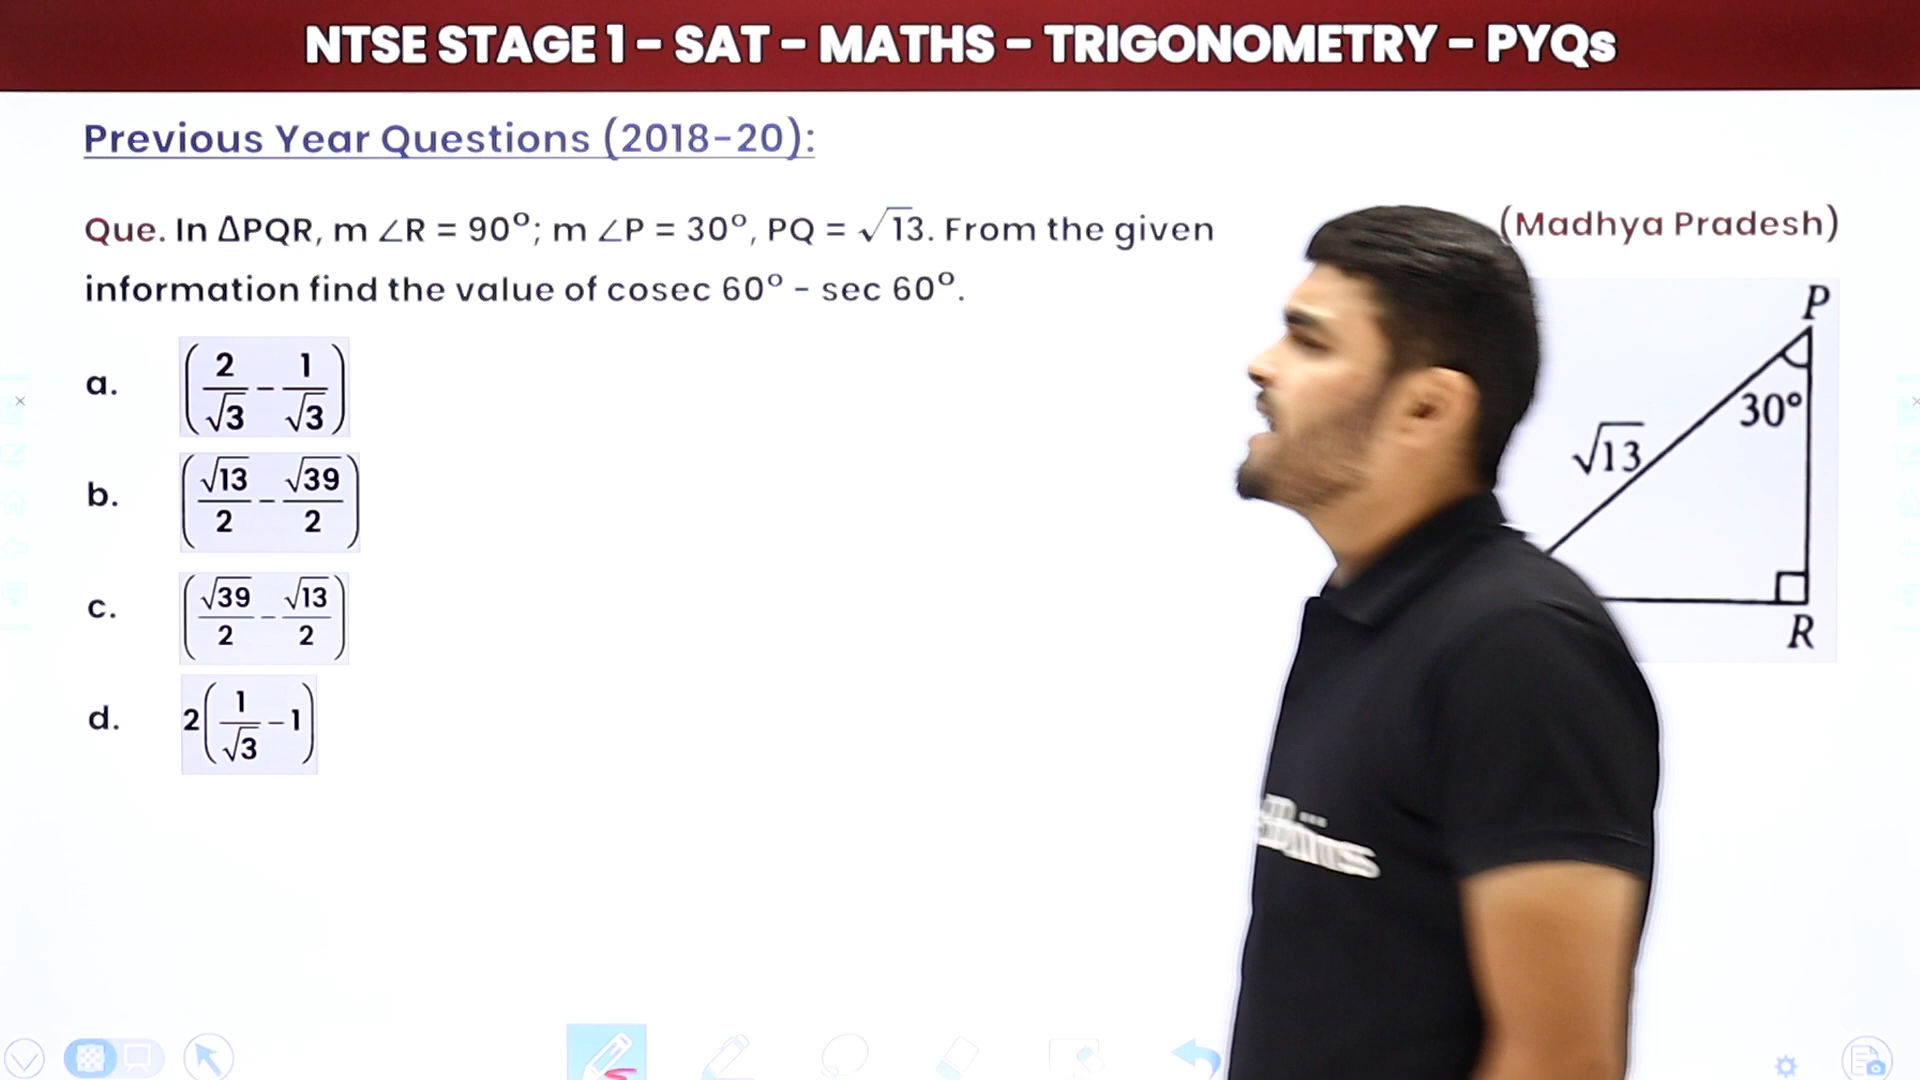 NTSE STAGE 1 – SAT – MATHS – TRIGONOMETRY – PYQs
Previous Year Questions (2018-20):
Que. In ΔPQR, m ∠R = 90°; m ∠P = 30°, PQ = √13. From the given
(Madhya Pradesh)
information find the value of cosec 60° - sec 60°.
a. (2/√3 - 1/√3)
b. (√13/2 - √39/2)
c. (√39/2 - √13/2)
d. 2(1/√3 - 1)
P
30°
√13
R